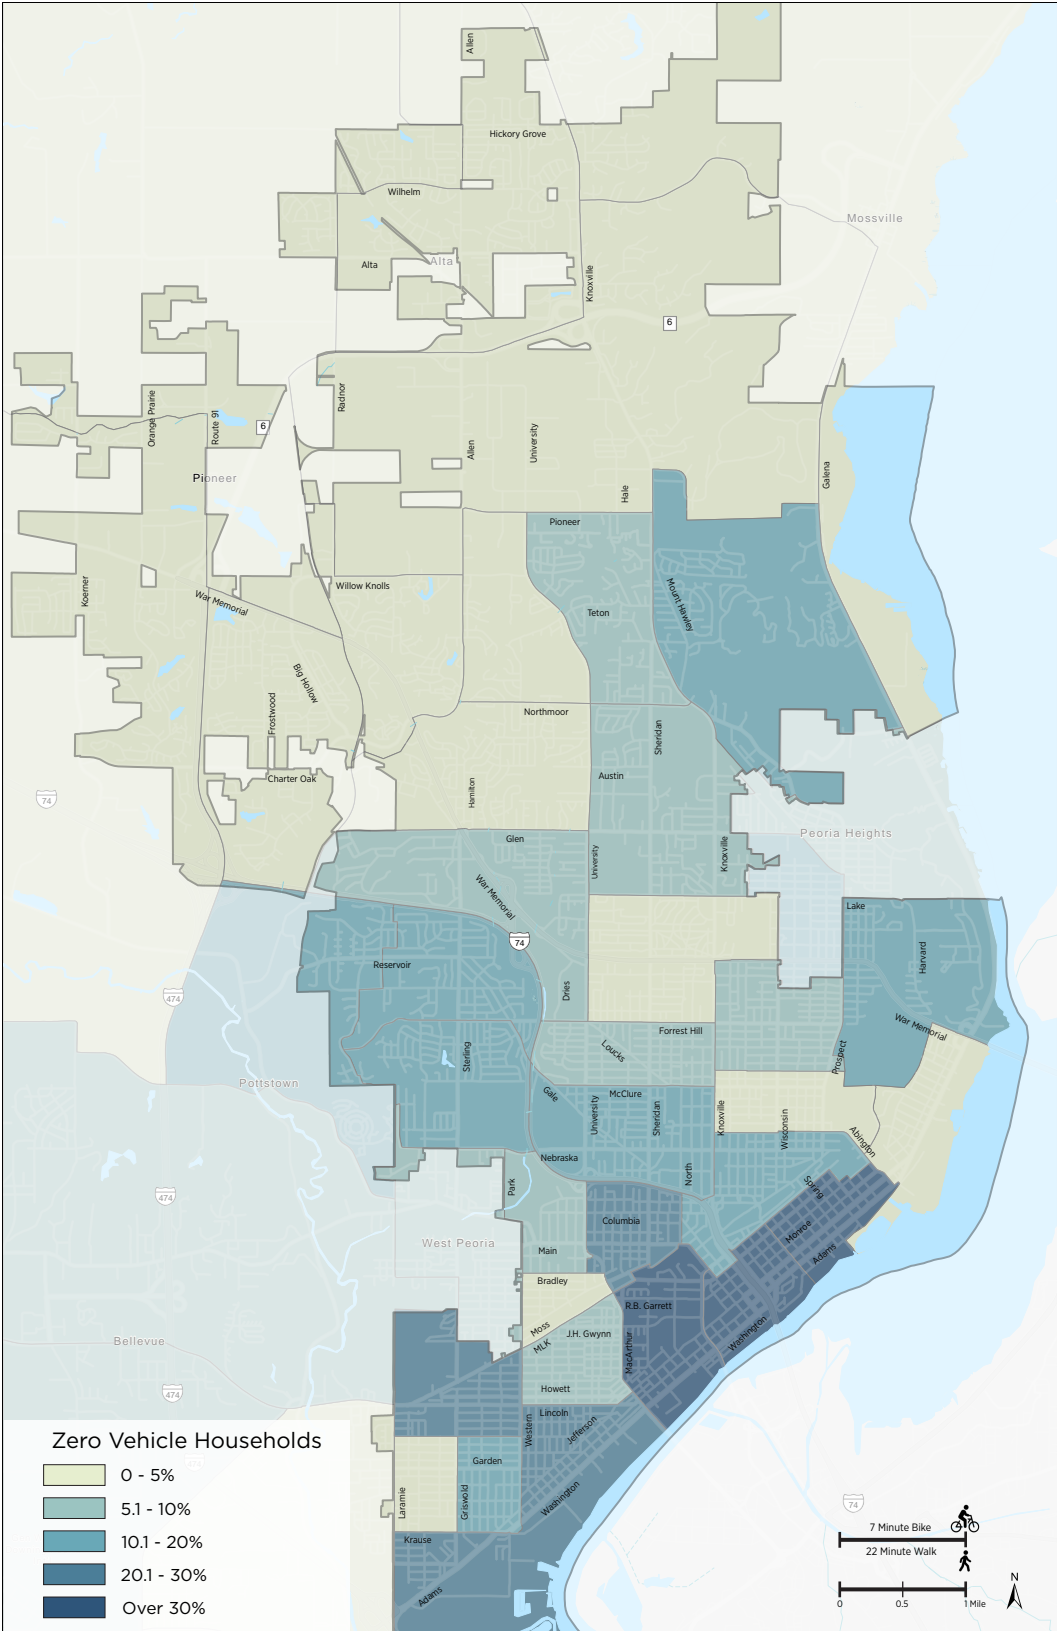 Allen
Hickory Grove
Wilhelm
Mossville
Alta
Alta
Knoxville
6
Radnor
Orange Prairie
Route 91
6
Allen
University
Galena
Pioneer
Hale
Pioneer
Koerner
Willow Knolls
War Memorial
Teton
Mount Hawley
Big Hollow
Frostwood
Northmoor
Sheridan
Charter Oak
Hamilton
Austin
74
Peoria Heights
Glen
University
Knoxville
War Memorial
Lake
74
Harvard
Reservoir
474
Dries
War Memorial
Forrest Hill
Loucks
Prospect
Sterling
Pottstown
Gale
McClure
University
Sheridan
Knoxville
Wisconsin
Abington
Nebraska
North
Park
Spring
474
Columbia
Monroe
West Peoria
Main
Adams
Bradley
R.B. Garrett
Moss
J.H. Gwynn
MLK
MacArthur
Washington
Bellevue
474
Howett
Lincoln
Western
Jefferson
Zero Vehicle Households
0 - 5%
5.1 - 10%
10.1 - 20%
20.1 - 30%
Over 30%
Garden
Laramie
Griswold
Washington
Krause
Adams
74
7 Minute Bike
22 Minute Walk
N
0
0.5
1 Mile